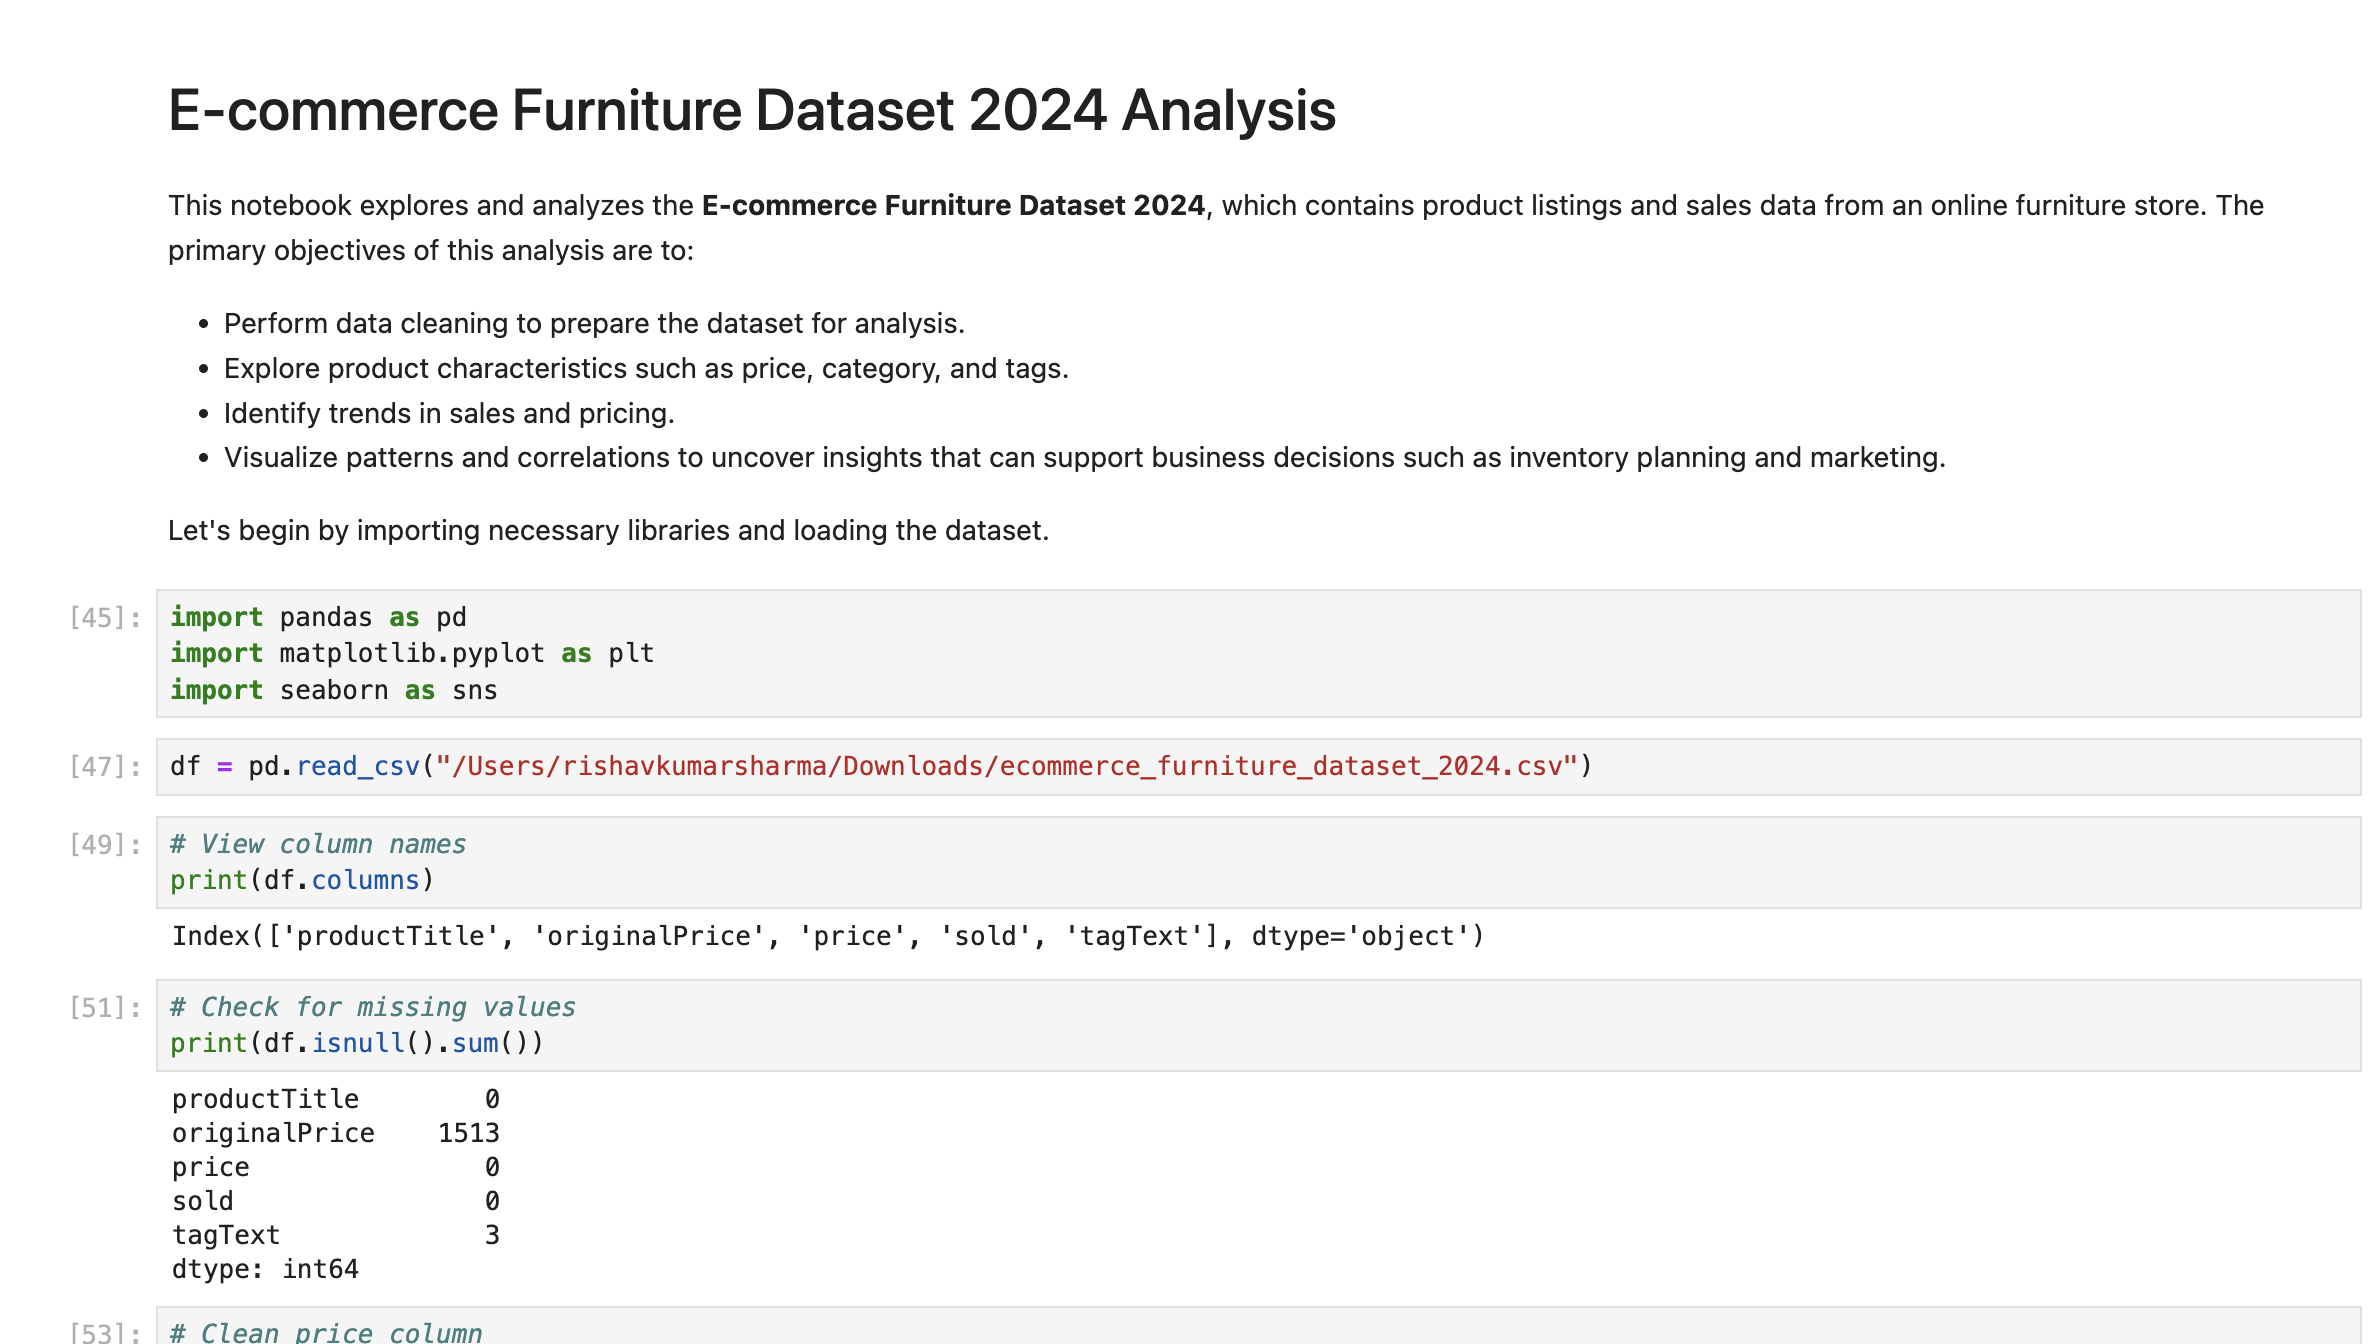 E-commerce Furniture Dataset 2024 Analysis
This notebook explores and analyzes the E-commerce Furniture Dataset 2024, which contains product listings and sales data from an online furniture store. The
primary objectives of this analysis are to:
• Perform data cleaning to prepare the dataset for analysis.
• Explore product characteristics such as price, category, and tags.
• Identify trends in sales and pricing.
• Visualize patterns and correlations to uncover insights that can support business decisions such as inventory planning and marketing.
Let's begin by importing necessary libraries and loading the dataset.
[45]: import pandas as pd
import matplotlib.pyplot as plt
import seaborn as sns
[47]: df = pd.read_csv("/Users/rishavkumarsharma/Downloads/ecommerce_furniture_dataset_2024.csv")
[49]: # View column names
print(df.columns)
Index(['productTitle', 'originalPrice', 'price', 'sold', 'tagText'], dtype='object')
[51]: # Check for missing values
print(df.isnull().sum())
productTitle 0
originalPrice 1513
price 0
sold 0
tagText 3
dtype: int64
[53]: # Clean price column